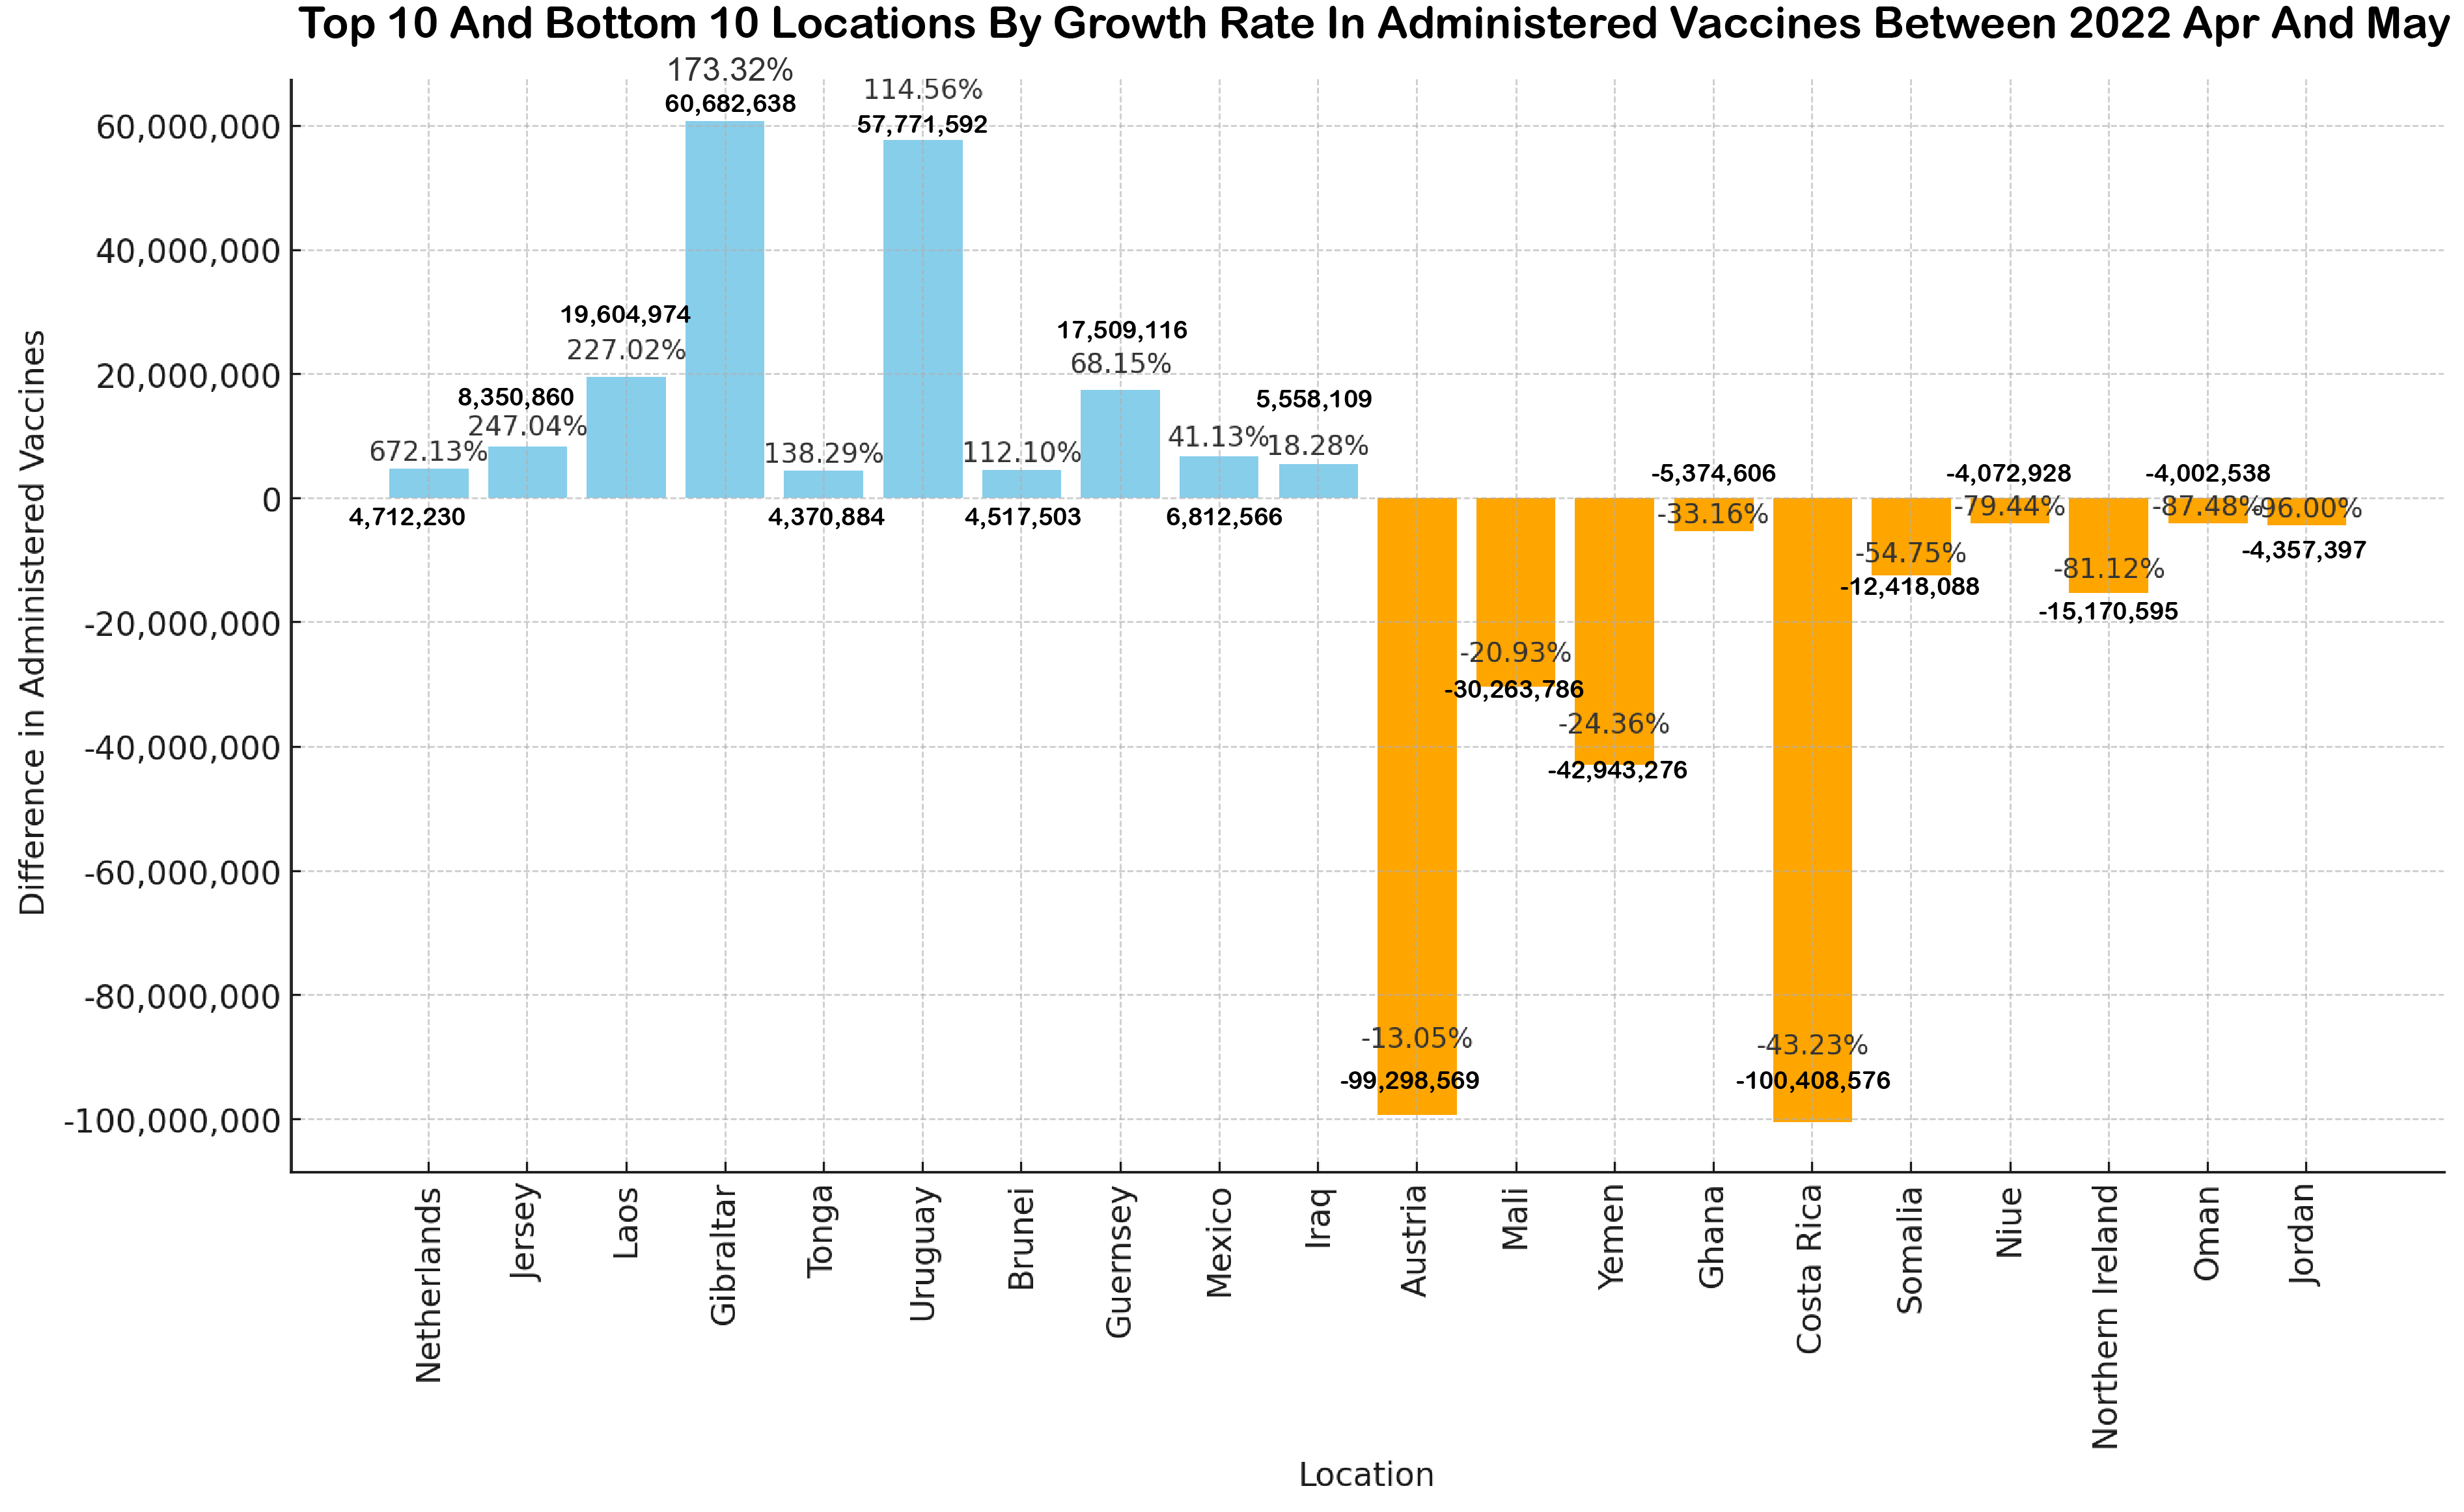 Top 10 And Bottom 10 Locations By Growth Rate In Administered Vaccines Between 2022 Apr And May
Difference in Administered Vaccines
60,000,000
40,000,000
20,000,000
0
-20,000,000
-40,000,000
-60,000,000
-80,000,000
-100,000,000
672.13%
4,712,230
8,350,860
247.04%
19,604,974
227.02%
173.32%
60,682,638
138.29%
4,370,884
114.56%
57,771,592
112.10%
4,517,503
17,509,116
68.15%
41.13%
6,812,566
5,558,109
18.28%
-13.05%
-99,298,569
-20.93%
-30,263,786
-24.36%
-42,943,276
-5,374,606
-33.16%
-43.23%
-100,408,576
-54.75%
-12,418,088
-4,072,928
-79.44%
-81.12%
-15,170,595
-4,002,538
-87.48%
-96.00%
-4,357,397
Netherlands
Jersey
Laos
Gibraltar
Tonga
Uruguay
Brunei
Guernsey
Mexico
Iraq
Austria
Mali
Yemen
Ghana
Costa Rica
Somalia
Niue
Northern Ireland
Oman
Jordan
Location